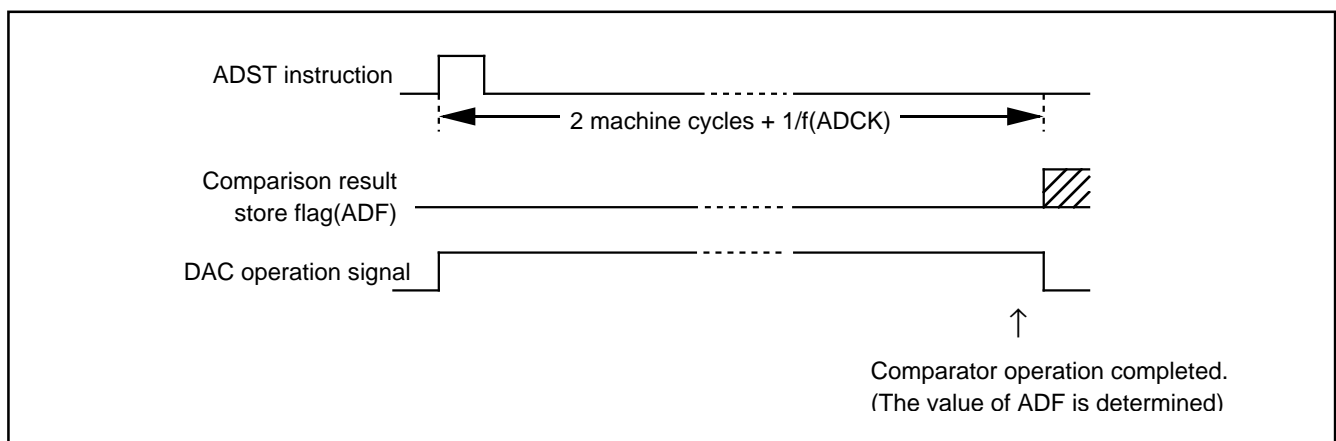 ADST instruction
2 machine cycles + 1/f(ADCK)
Comparison result
store flag(ADF)
DAC operation signal
↑
Comparator operation completed.
(The value of ADF is determined)